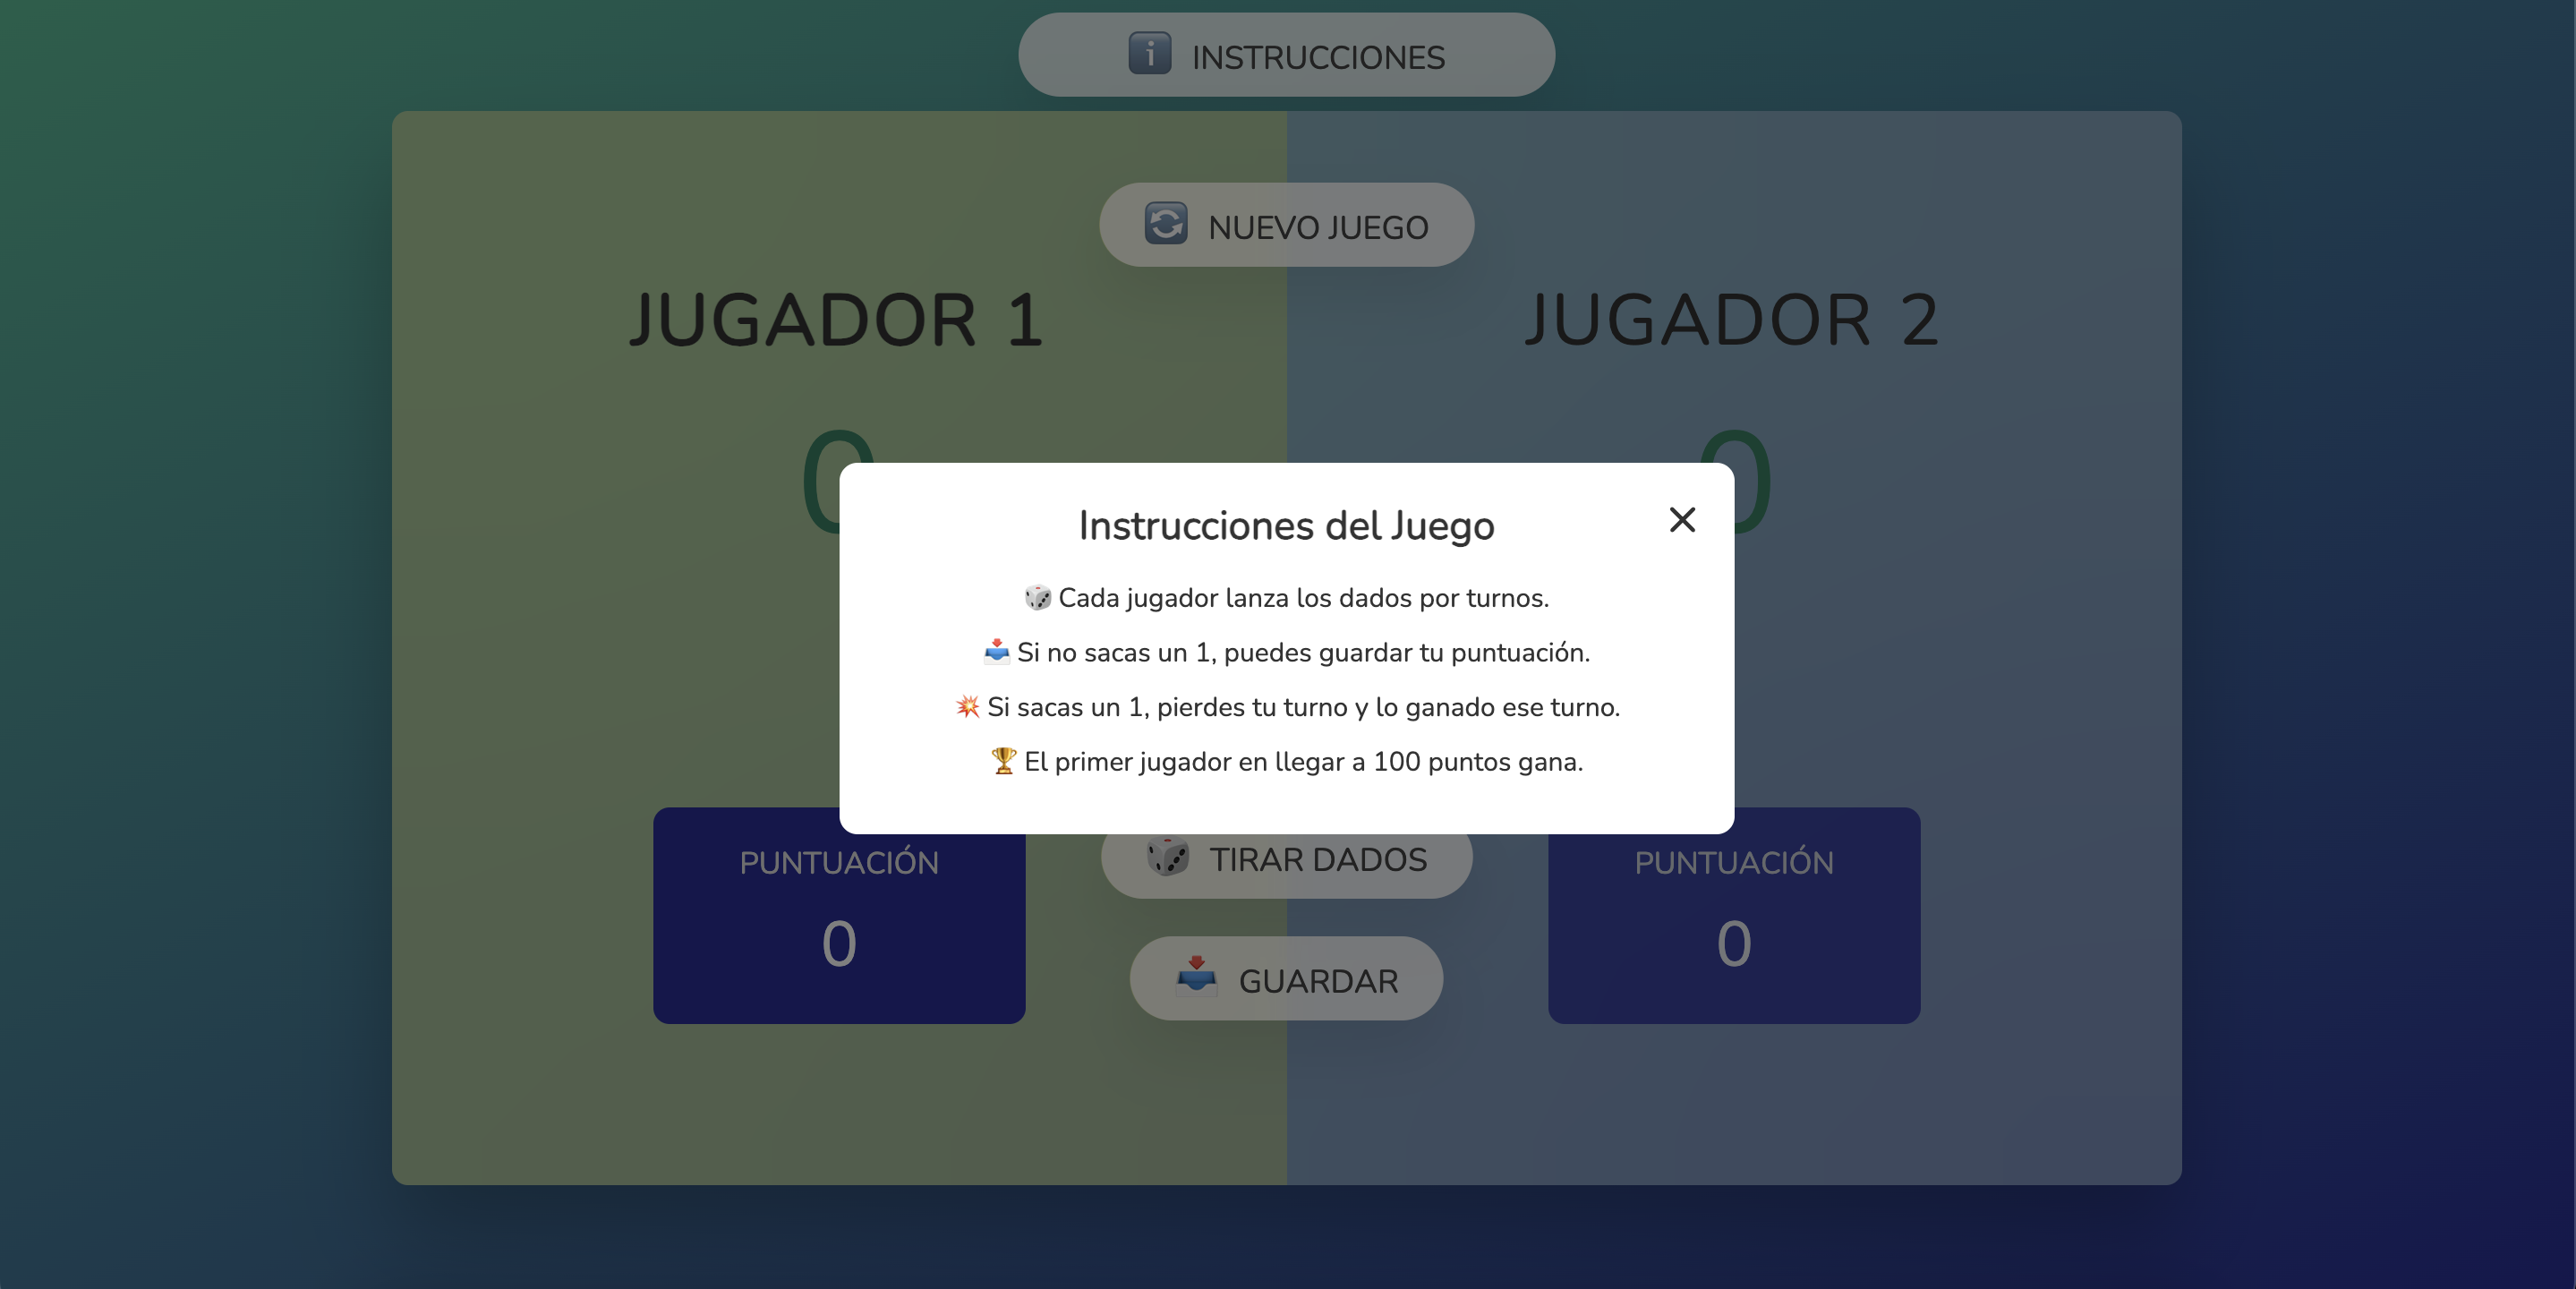 INSTRUCCIONES
NUEVO JUEGO
JUGADOR 1
JUGADOR 2
0
0
Instrucciones del Juego
Cada jugador lanza los dados por turnos.
Si no sacas un 1, puedes guardar tu puntuación.
Si sacas un 1, pierdes tu turno y lo ganado ese turno.
El primer jugador en llegar a 100 puntos gana.
PUNTUACIÓN
0
TIRAR DADOS
GUARDAR
PUNTUACIÓN
0